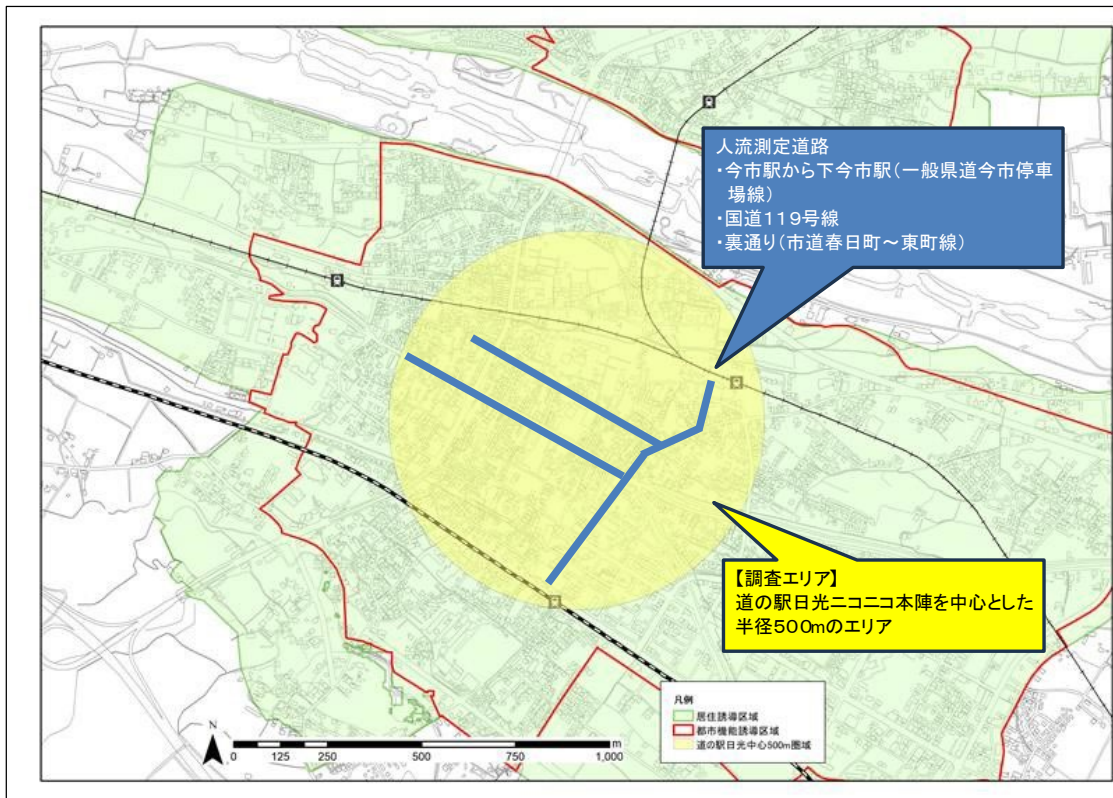 人流測定道路
・今市駅から下今市駅(一般県道今市停車
場線)
・国道119号線
・裏通り(市道春日町～東町線)
【調査エリア】
道の駅日光ニコニコ本陣を中心とした
半径500mのエリア
凡例
居住誘導区域
都市機能誘導区域
道の駅日光中心500m圏域
N
m
0 125 250 500 750 1,000